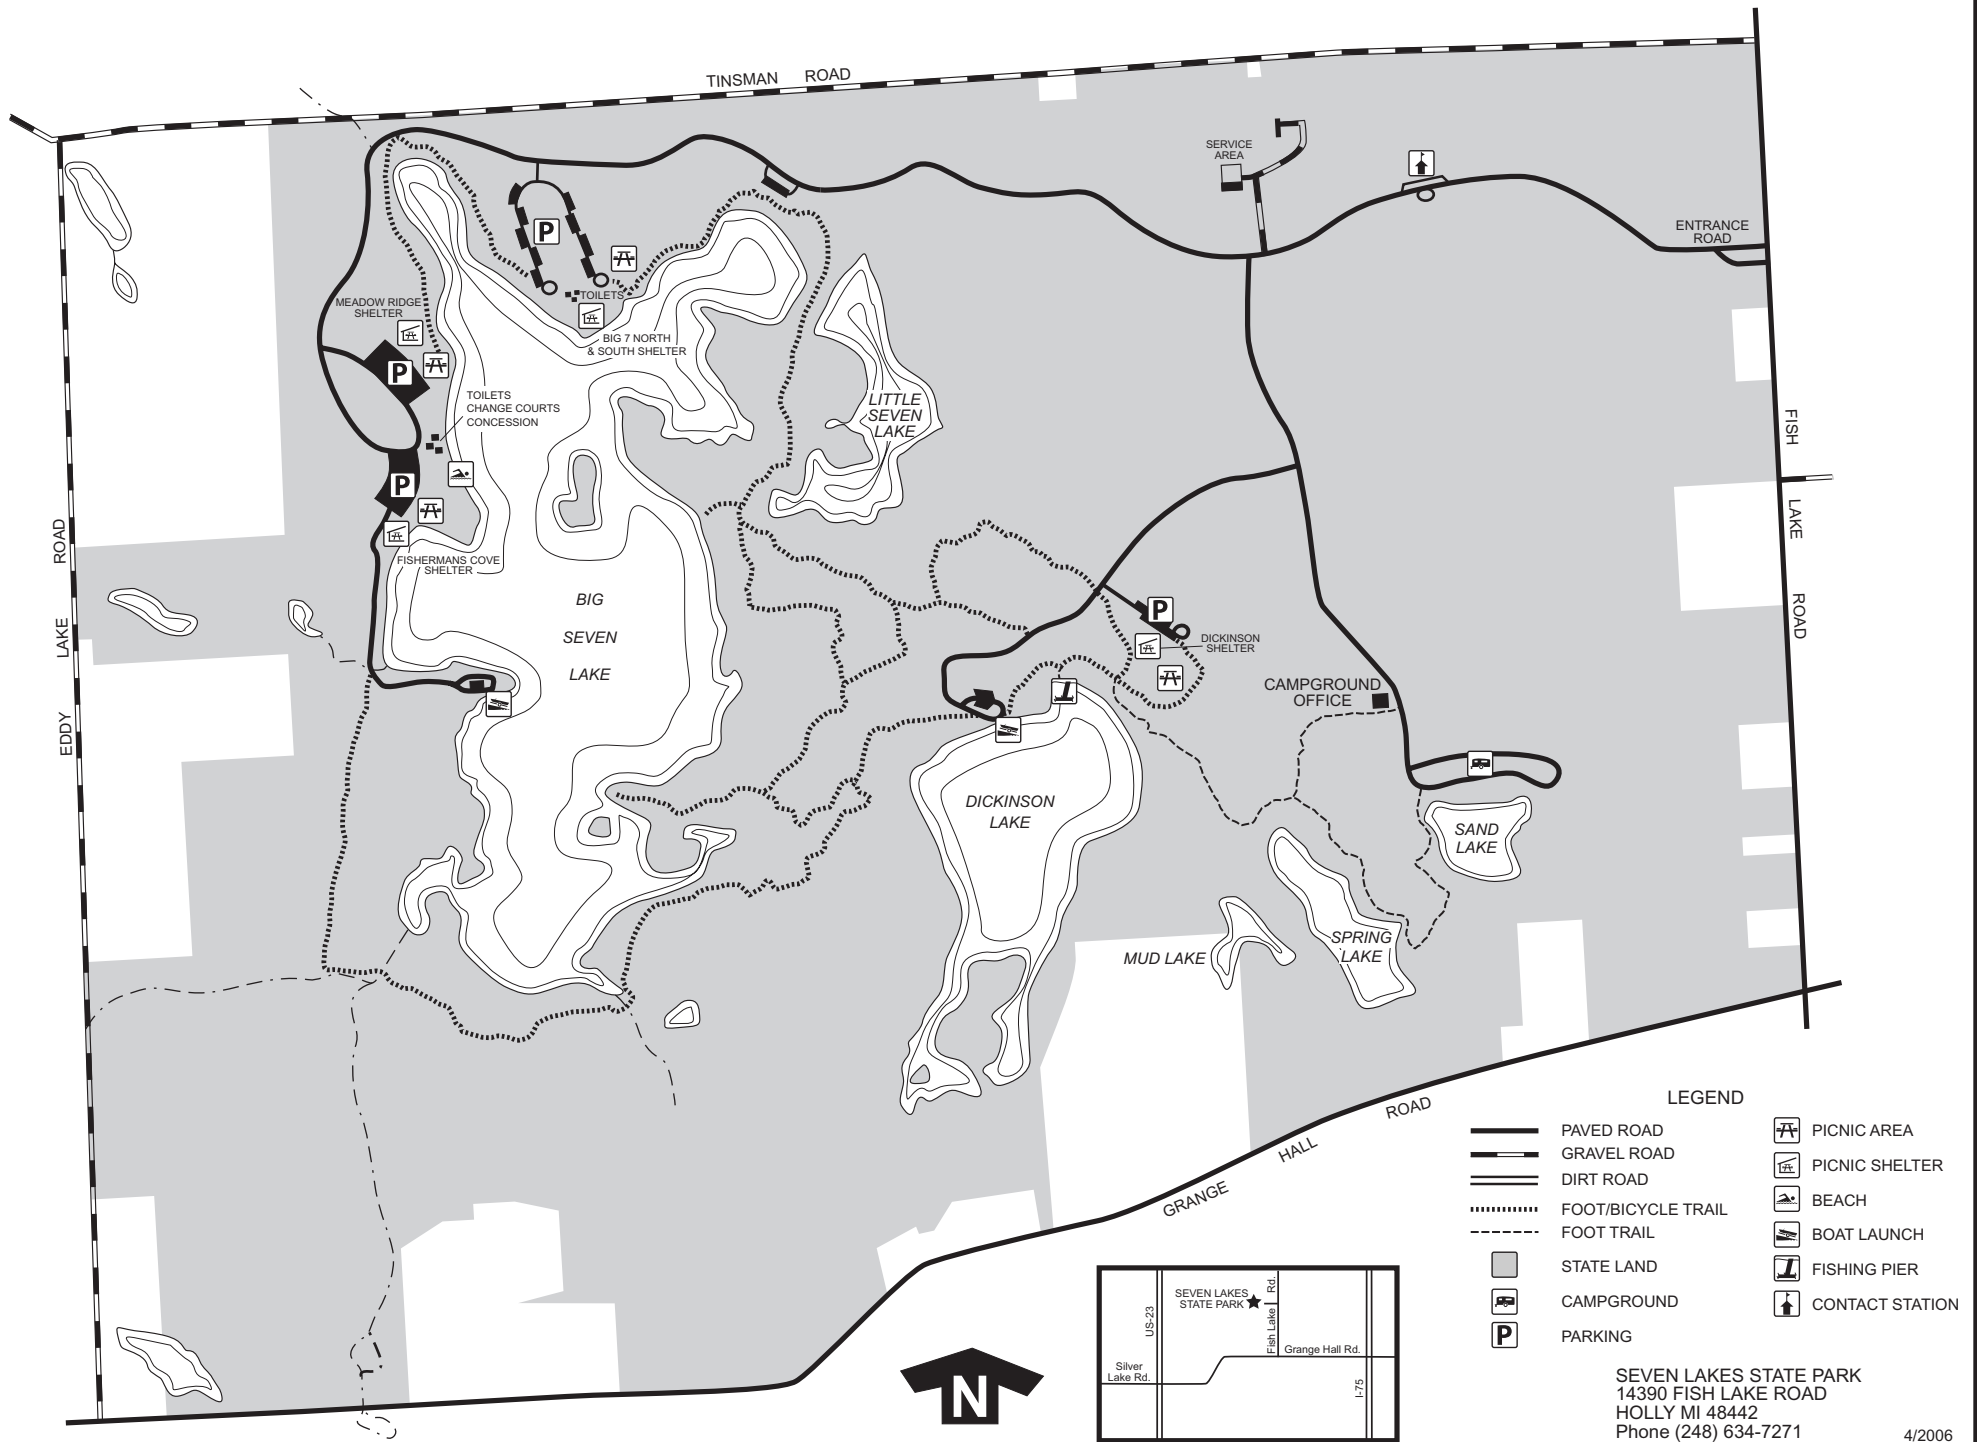 TINSMAN ROAD
SERVICE
AREA
ENTRANCE
ROAD
P
TOILETS
MEADOW RIDGE
SHELTER
BIG 7 NORTH
& SOUTH SHELTER
P
TOILETS
CHANGE COURTS
CONCESSION
LITTLE
SEVEN
LAKE
FISH LAKE ROAD
P
FISHERMANS COVE
SHELTER
EDDY LAKE ROAD
BIG
SEVEN
LAKE
P
DICKINSON
SHELTER
CAMPGROUND
OFFICE
DICKINSON
LAKE
SAND
LAKE
MUD LAKE
SPRING
LAKE
GRANGE HALL ROAD
LEGEND
PAVED ROAD
GRAVEL ROAD
DIRT ROAD
FOOT/BICYCLE TRAIL
FOOT TRAIL
STATE LAND
CAMPGROUND
P PARKING
PICNIC AREA
PICNIC SHELTER
BEACH
BOAT LAUNCH
FISHING PIER
CONTACT STATION
N
US-23
SEVEN LAKES
STATE PARK
Fish Lake Rd.
Grange Hall Rd.
Silver
Lake Rd.
I-75
SEVEN LAKES STATE PARK
14390 FISH LAKE ROAD
HOLLY MI 48442
Phone (248) 634-7271
4/2006